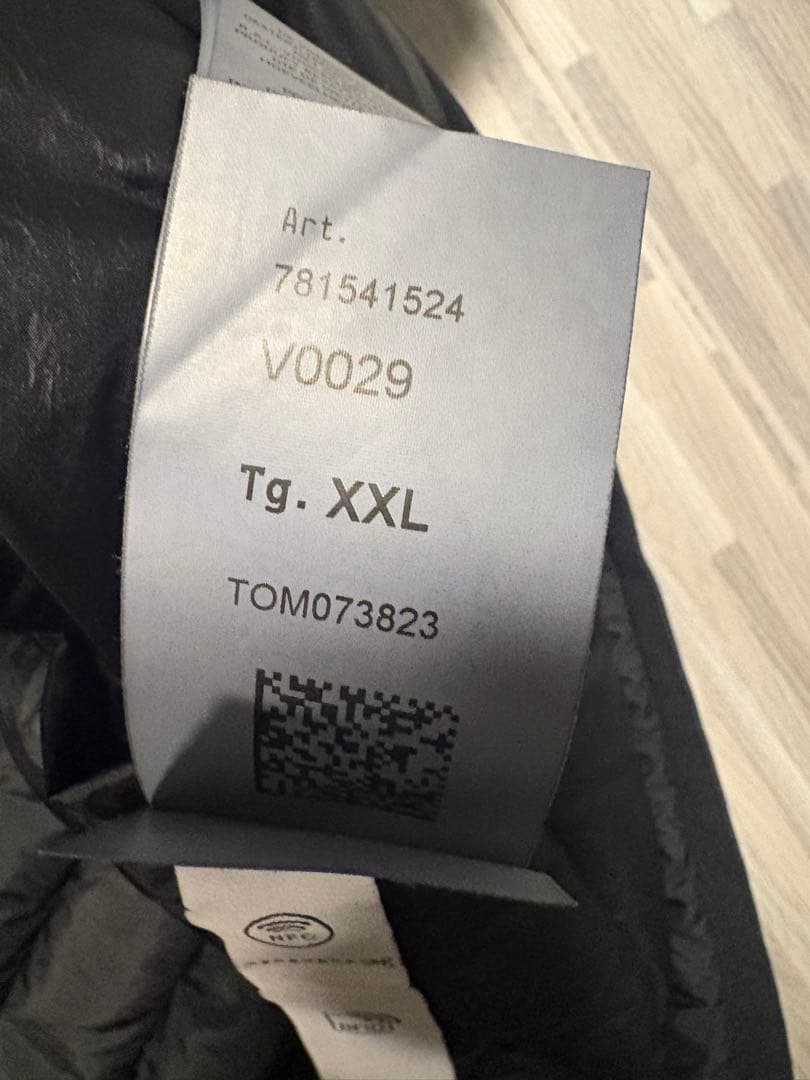 Art.
781541524
V0029
Tg. XXL
TOM073823
NFC